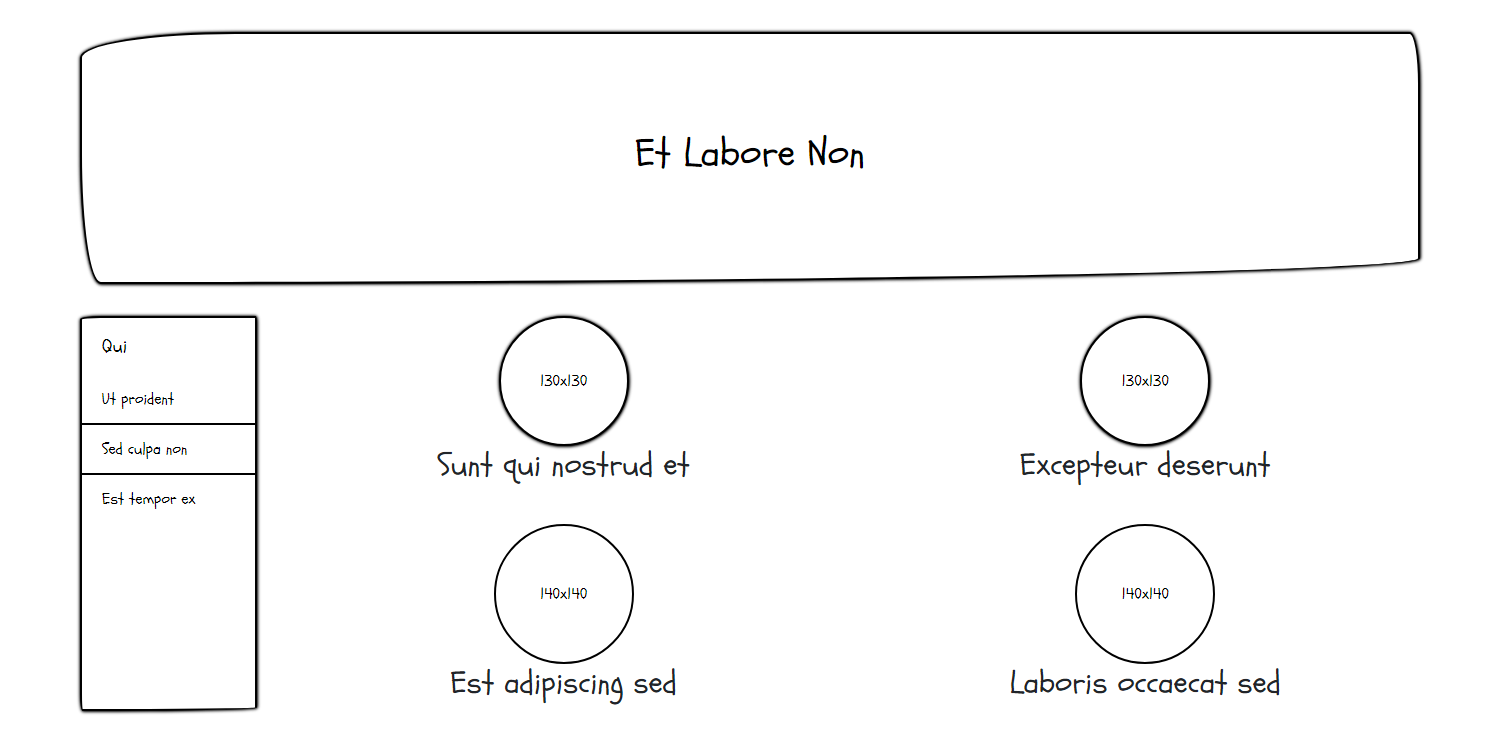 Et Labore Non
Qui
Ut proident
Sed culpa non
Est tempor ex
130x130
Sunt qui nostrud et
130x130
Excepteur deserunt
140x140
Est adipiscing sed
140x140
Laboris occaecat sed